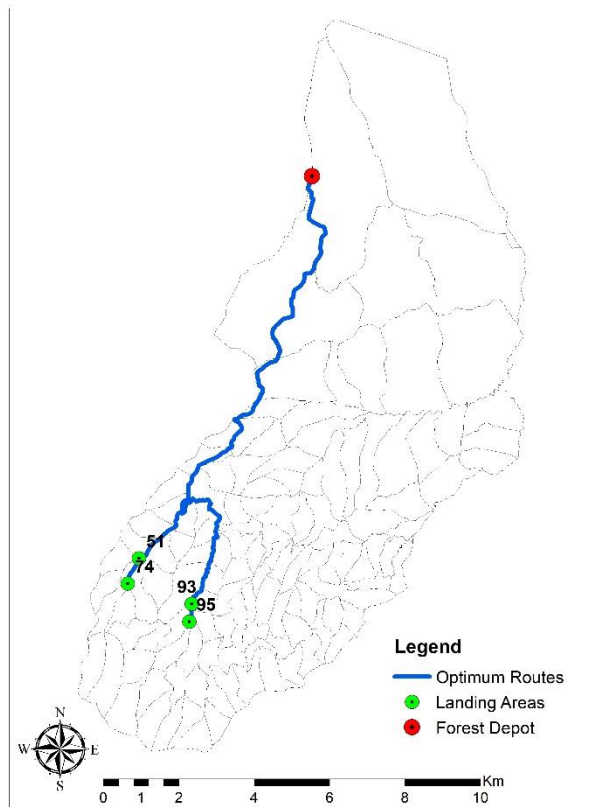 51
74
93
95
Legend
Optimum Routes
Landing Areas
Forest Depot
N
W E
S
Km
0 1 2 4 6 8 10